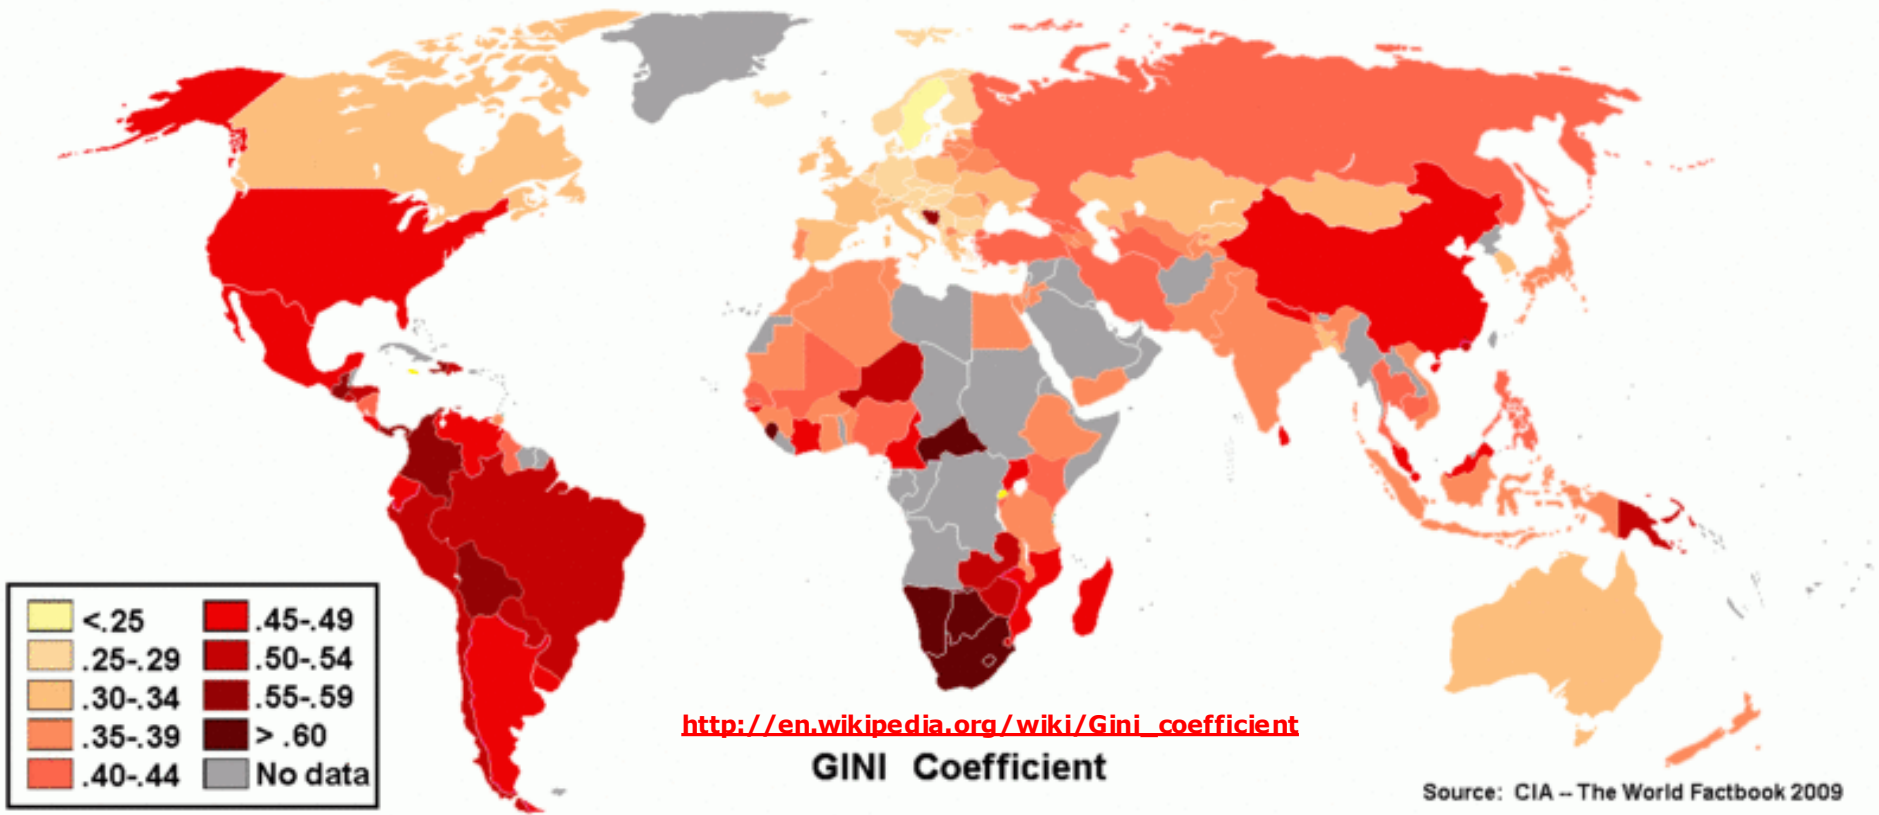 <.25
.25-.29
.30-.34
.35-.39
.40-.44
.45-.49
.50-.54
.55-.59
> .60
No data
http://en.wikipedia.org/wiki/Gini_coefficient
GINI Coefficient
Source: CIA -- The World Factbook 2009